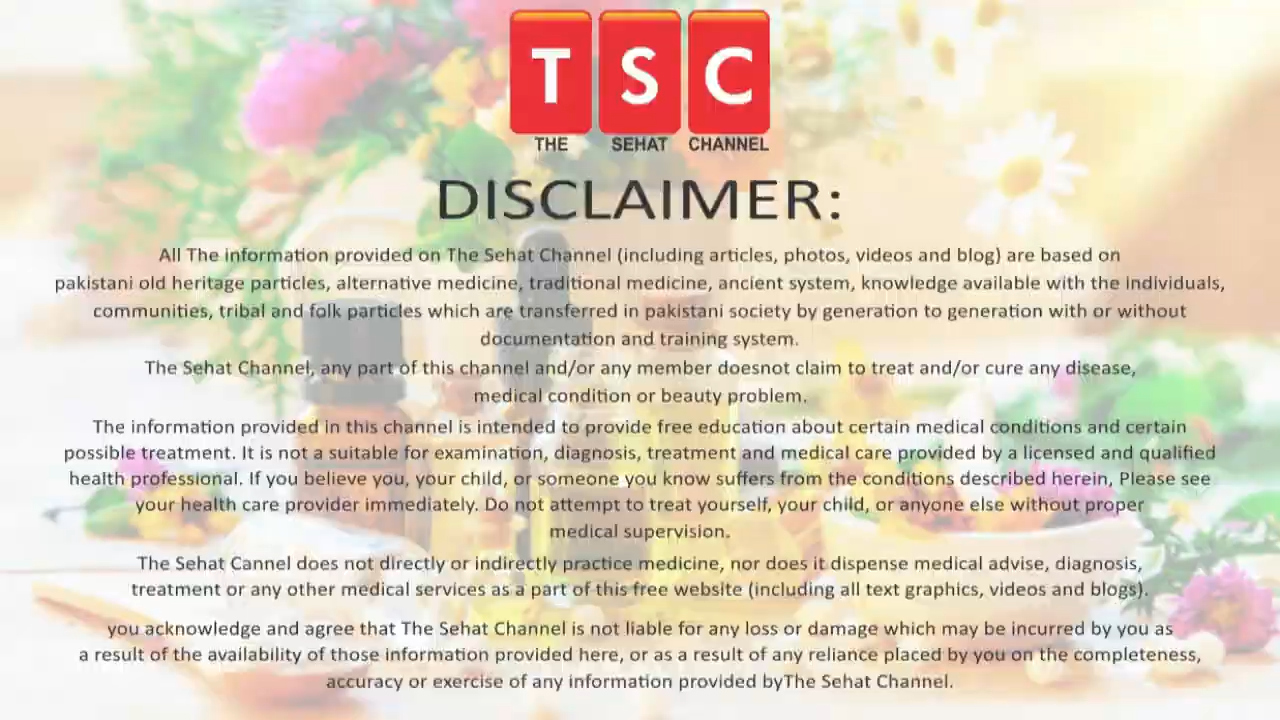 T S C
THE SEHAT CHANNEL
DISCLAIMER:
All The information provided on The Sehat Channel (including articles, photos, videos and blog) are based on
pakistani old heritage particles, alternative medicine, traditional medicine, ancient system, knowledge available with the individuals,
communities, tribal and folk particles which are transferred in pakistani society by generation to generation with or without
documentation and training system.
The Sehat Channel, any part of this channel and/or any member doesnot claim to treat and/or cure any disease,
medical condition or beauty problem.
The information provided in this channel is intended to provide free education about certain medical conditions and certain
possible treatment. It is not a suitable for examination, diagnosis, treatment and medical care provided by a licensed and qualified
health professional. If you believe you, your child, or someone you know suffers from the conditions described herein, Please see
your health care provider immediately. Do not attempt to treat yourself, your child, or anyone else without proper
medical supervision.
The Sehat Cannel does not directly or indirectly practice medicine, nor does it dispense medical advise, diagnosis,
treatment or any other medical services as a part of this free website (including all text graphics, videos and blogs).
you acknowledge and agree that The Sehat Channel is not liable for any loss or damage which may be incurred by you as
a result of the availability of those information provided here, or as a result of any reliance placed by you on the completeness,
accuracy or exercise of any information provided byThe Sehat Channel.